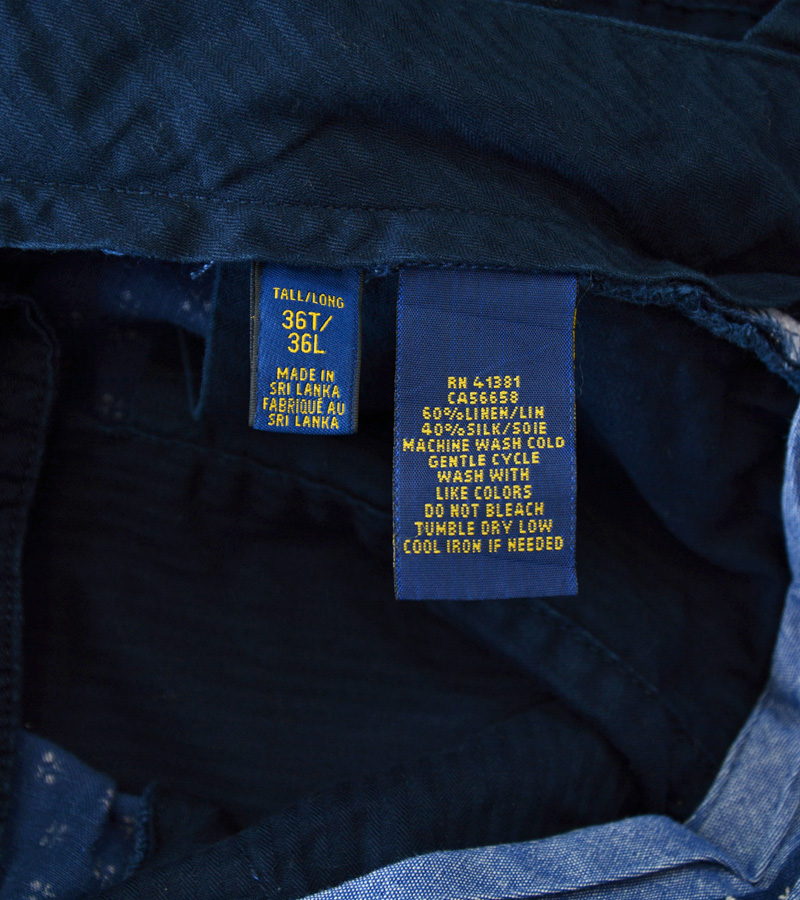 TALL/LONG
36T/
36L
MADE IN
SRI LANKA
FABRIQUÉ AU
SRI LANKA
RN 41381
CA56658
60%LINEN/LIN
40%SILK/SOIE
MACHINE WASH COLD
GENTLE CYCLE
WASH WITH
LIKE COLORS
DO NOT BLEACH
TUMBLE DRY LOW
COOL IRON IF NEEDED